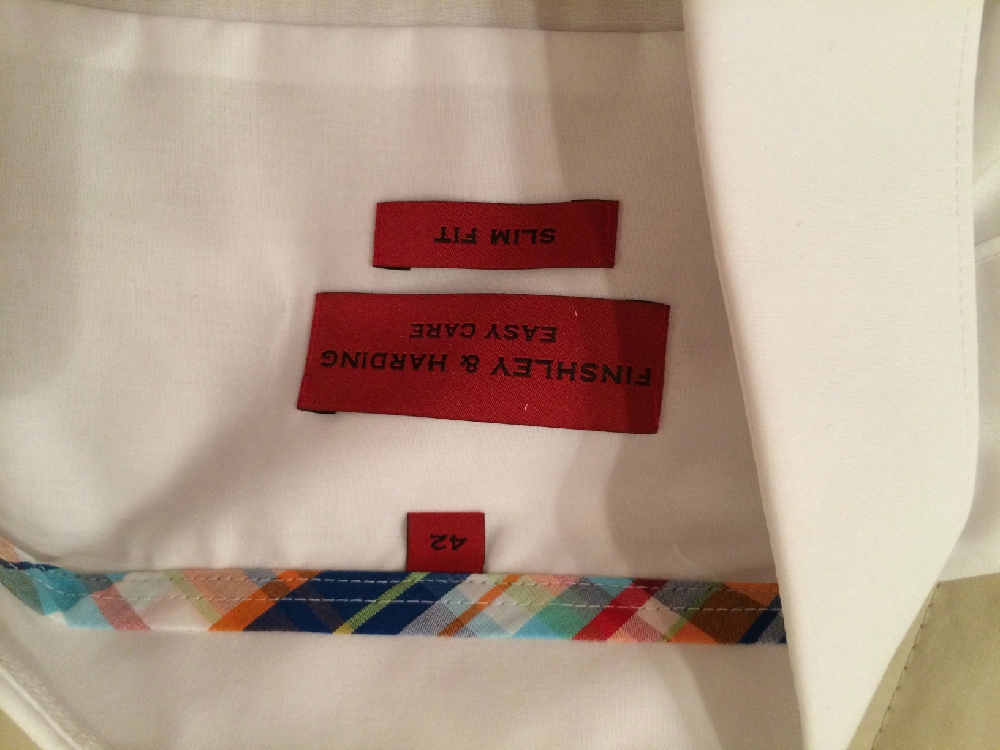 42
FINSHLEY & HARDING
EASY CARE
SLIM FIT